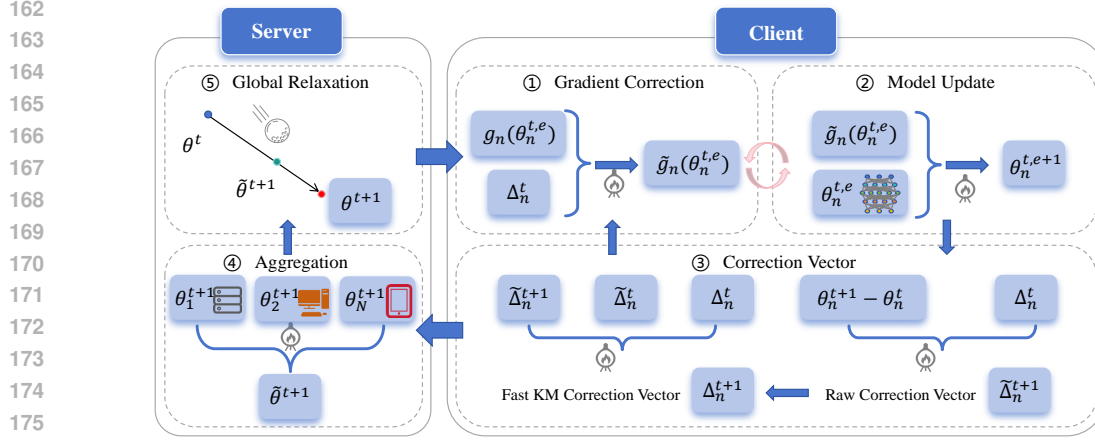 162
163
164
165
166
167
168
169
170
171
172
173
174
175
Server
Client
⑤ Global Relaxation
θ^t
θ̃^{t+1}
θ^{t+1}
④ Aggregation
θ_1^{t+1}
θ_2^{t+1}
θ_N^{t+1}
θ̃^{t+1}
① Gradient Correction
g_n(θ_n^{t,e})
Δ_n^t
g̃_n(θ_n^{t,e})
② Model Update
g̃_n(θ_n^{t,e})
θ_n^{t,e}
θ_n^{t,e+1}
③ Correction Vector
Δ̃_n^{t+1}
Δ̃_n^t
Δ_n^t
θ_n^{t+1} − θ_n^t
Δ_n^t
Fast KM Correction Vector
Δ_n^{t+1}
Raw Correction Vector
Δ̃_n^{t+1}